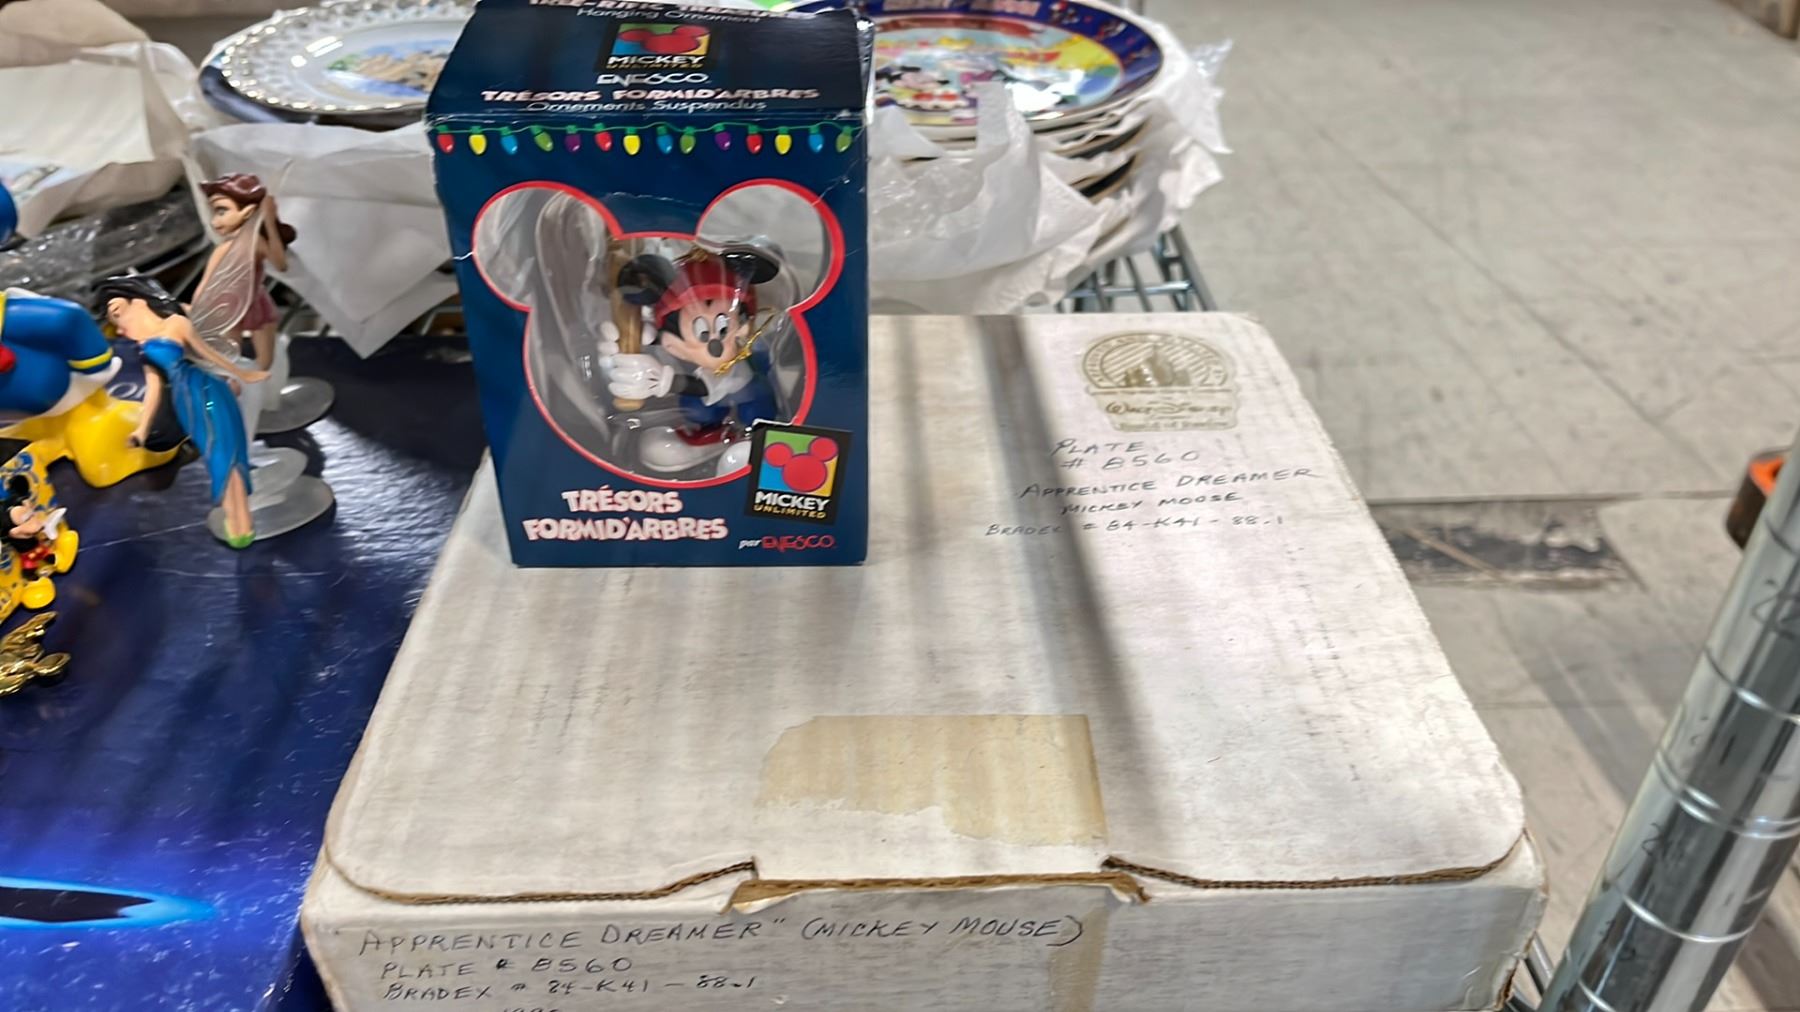 Hanging Ornament
MICKEY
UNLIMITED
ENESCO
TRÉSORS FORMID'ARBRES
Ornements Suspendus
TRÉSORS
FORMID'ARBRES
par ENESCO
MICKEY
UNLIMITED
Walt Disney
PLATE
# 8560
APPRENTICE DREAMER
MICKEY MOOSE
BRADEX # 84-K41-88.1
"APPRENTICE DREAMER" (MICKEY MOUSE)
PLATE # 8560
BRADEX # 84-K41-88.1